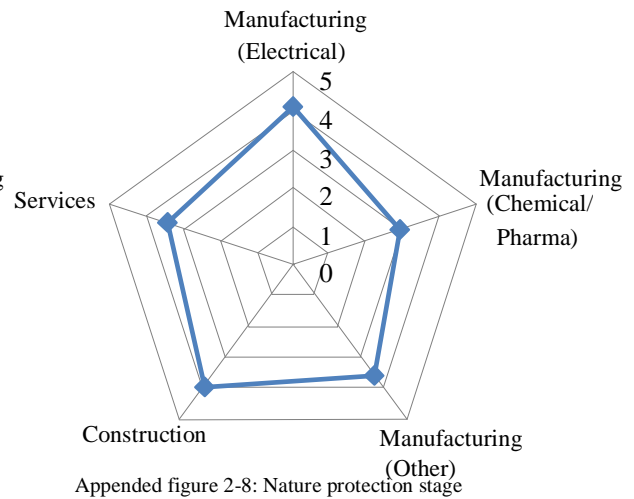 Manufacturing
(Electrical)
5
4
3
2
1
0
Manufacturing
(Chemical/
Pharma)
g
Services
Construction
Manufacturing
(Other)
Appended figure 2-8: Nature protection stage